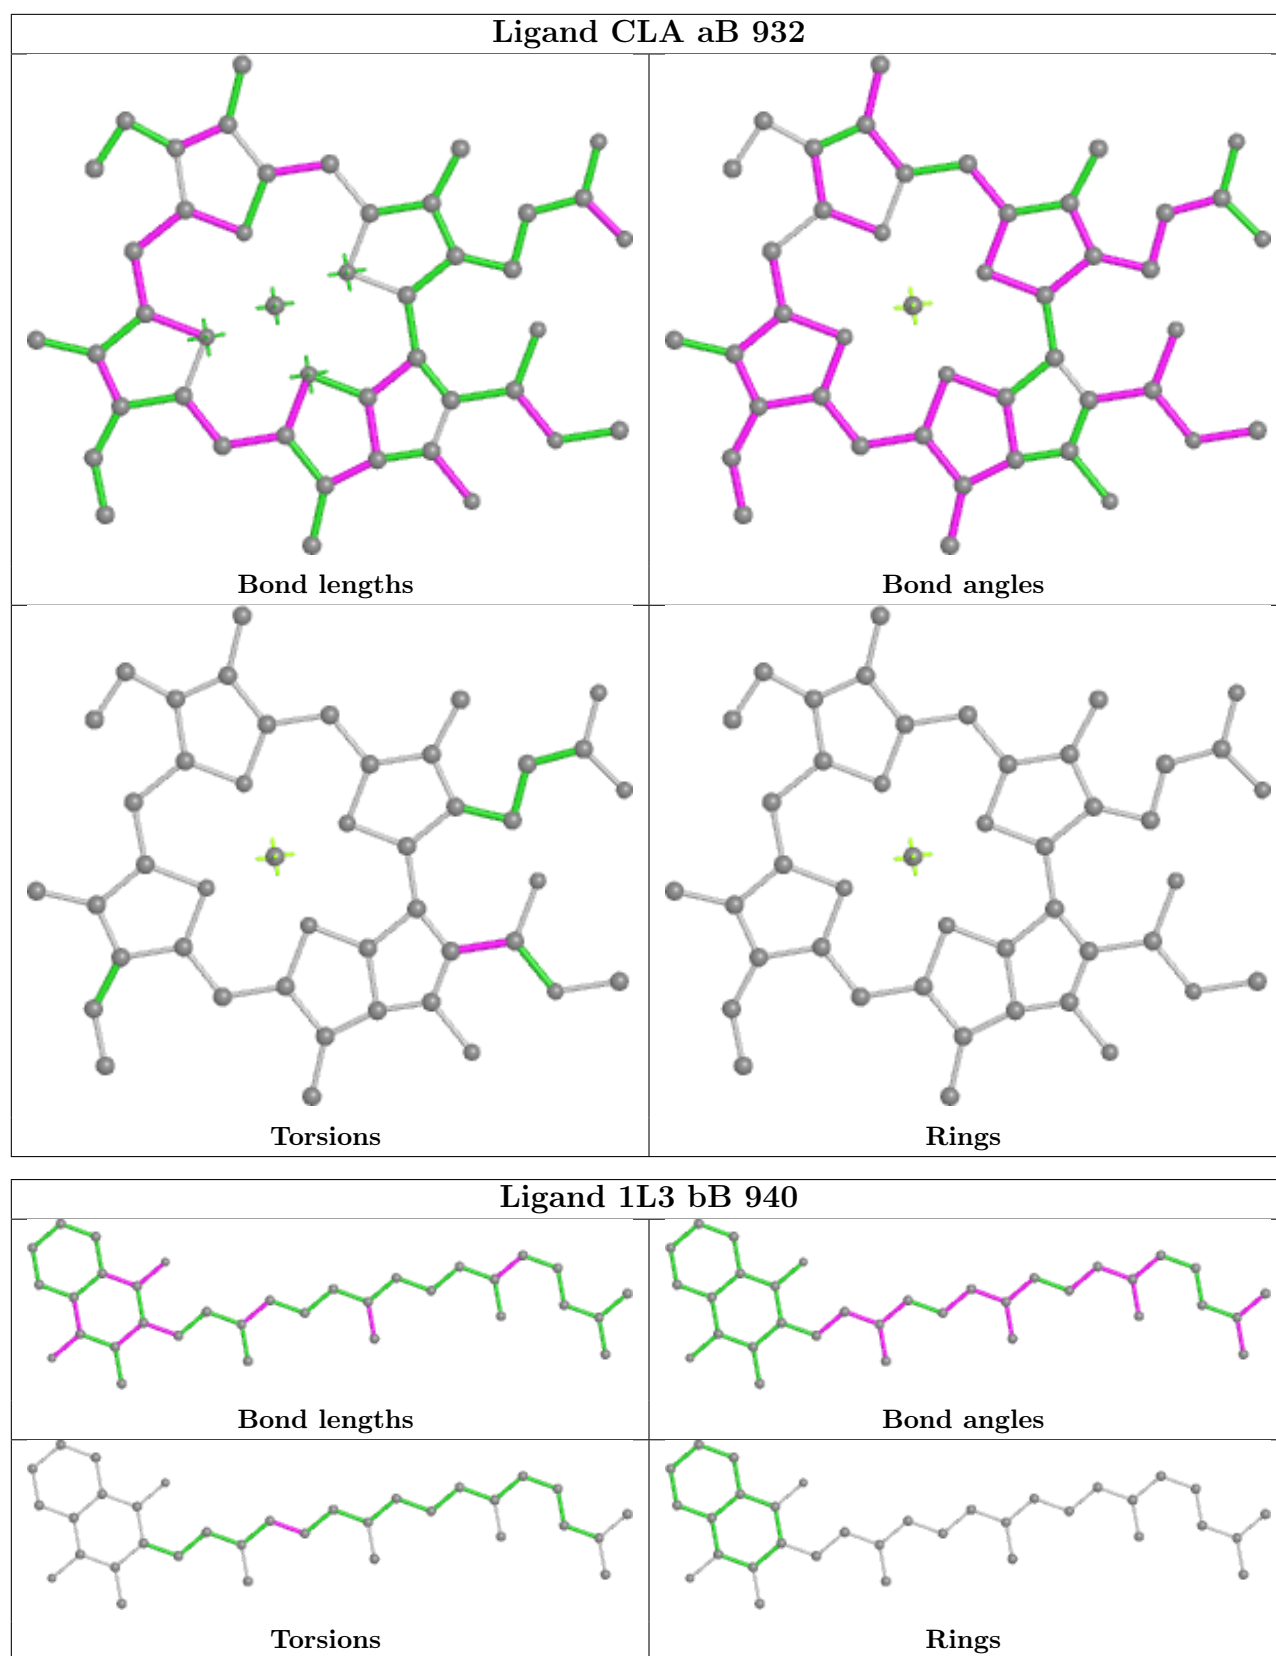 Ligand CLA aB 932
Bond lengths
Bond angles
Torsions
Rings
Ligand 1L3 bB 940
Bond lengths
Bond angles
Torsions
Rings